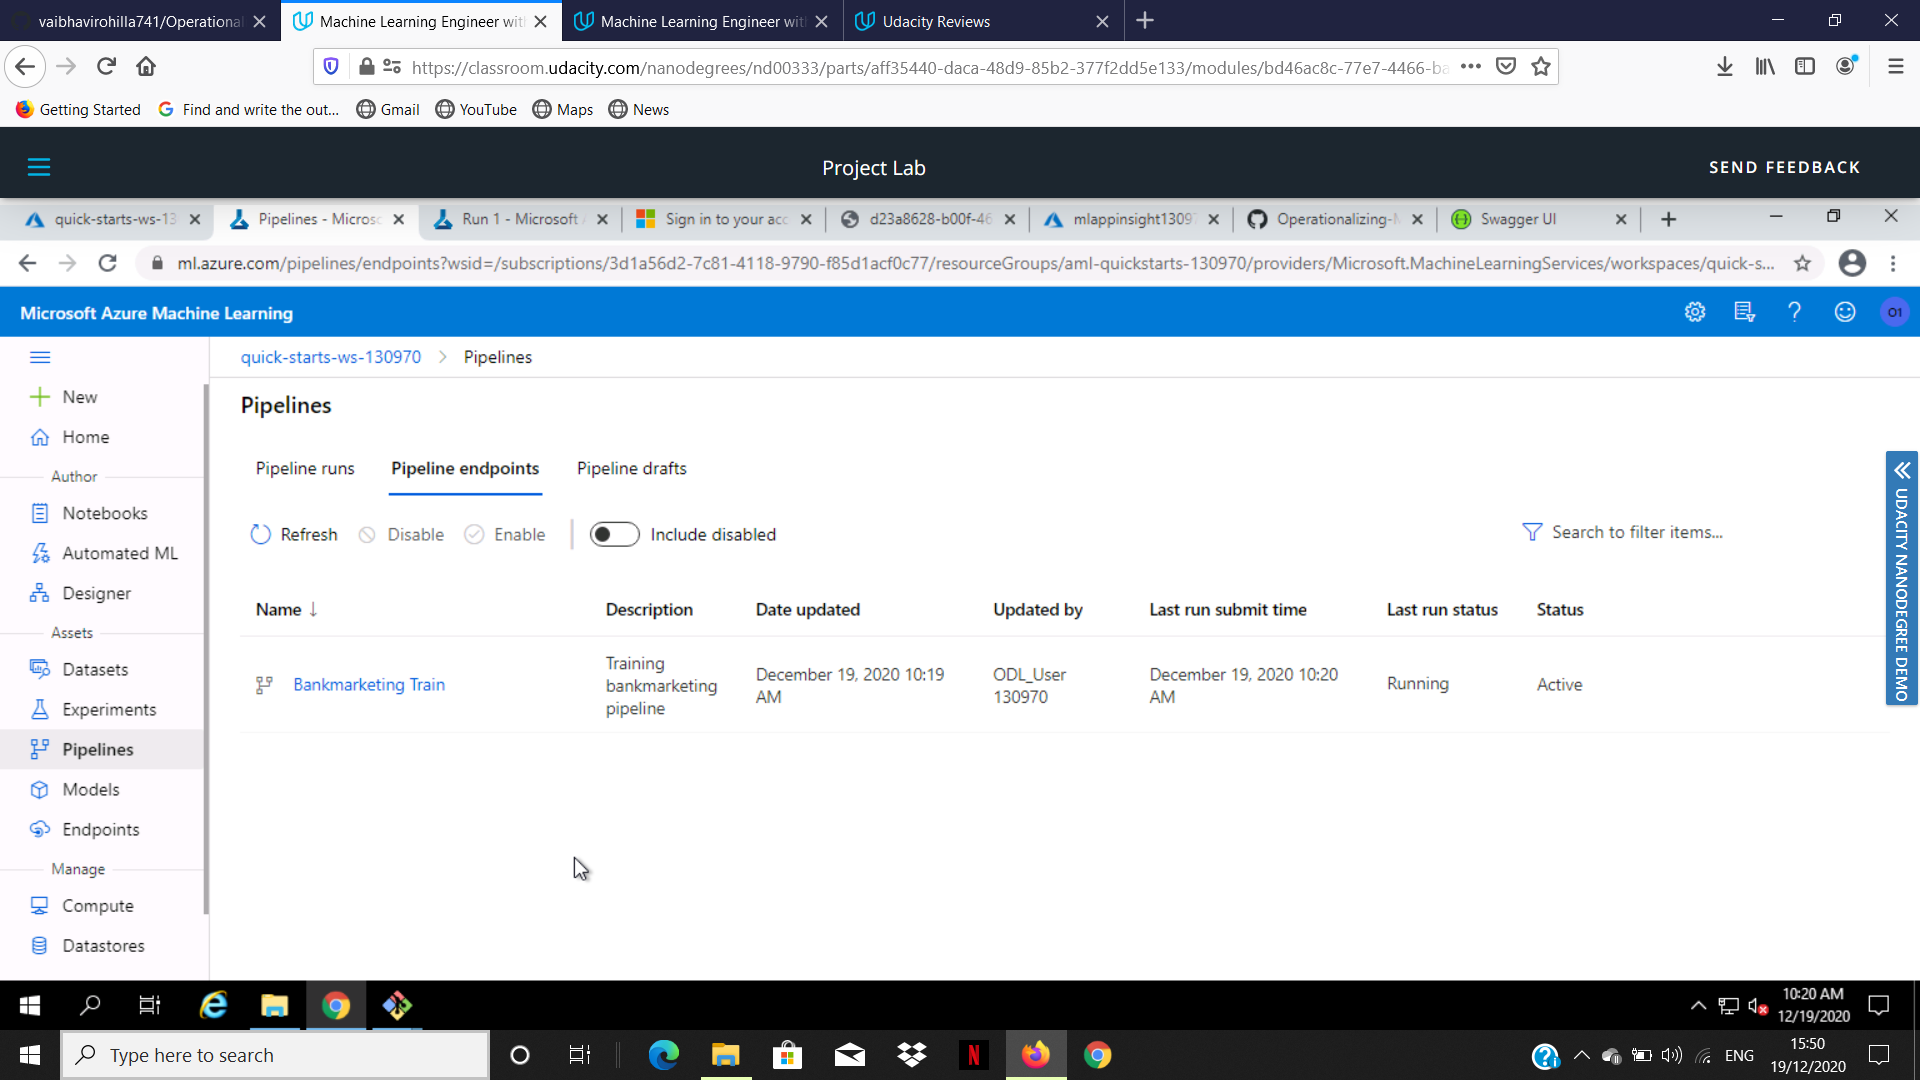 vaibhavirohilla741/Operational
Machine Learning Engineer wit
Machine Learning Engineer wit
Udacity Reviews
https://classroom.udacity.com/nanodegrees/nd00333/parts/aff35440-daca-48d9-85b2-377f2dd5e133/modules/bd46ac8c-77e7-4466-ba
Getting Started
Find and write the out...
Gmail
YouTube
Maps
News
Project Lab
SEND FEEDBACK
quick-starts-ws-13
Pipelines - Microsc
Run 1 - Microsoft
Sign in to your acc
d23a8628-b00f-46
mlappinsight13097
Operationalizing-M
Swagger UI
ml.azure.com/pipelines/endpoints?wsid=/subscriptions/3d1a56d2-7c81-4118-9790-f85d1acf0c77/resourceGroups/aml-quickstarts-130970/providers/Microsoft.MachineLearningServices/workspaces/quick-s...
Microsoft Azure Machine Learning
O1
quick-starts-ws-130970 > Pipelines
New
Home
Author
Notebooks
Automated ML
Designer
Assets
Datasets
Experiments
Pipelines
Models
Endpoints
Manage
Compute
Datastores
Pipelines
Pipeline runs
Pipeline endpoints
Pipeline drafts
Refresh
Disable
Enable
Include disabled
Search to filter items...
Name ↓
Description
Date updated
Updated by
Last run submit time
Last run status
Status
Bankmarketing Train
Training
bankmarketing
pipeline
December 19, 2020 10:19
AM
ODL_User
130970
December 19, 2020 10:20
AM
Running
Active
UDACITY NANODEGREE DEMO
10:20 AM
12/19/2020
Type here to search
ENG
15:50
19/12/2020